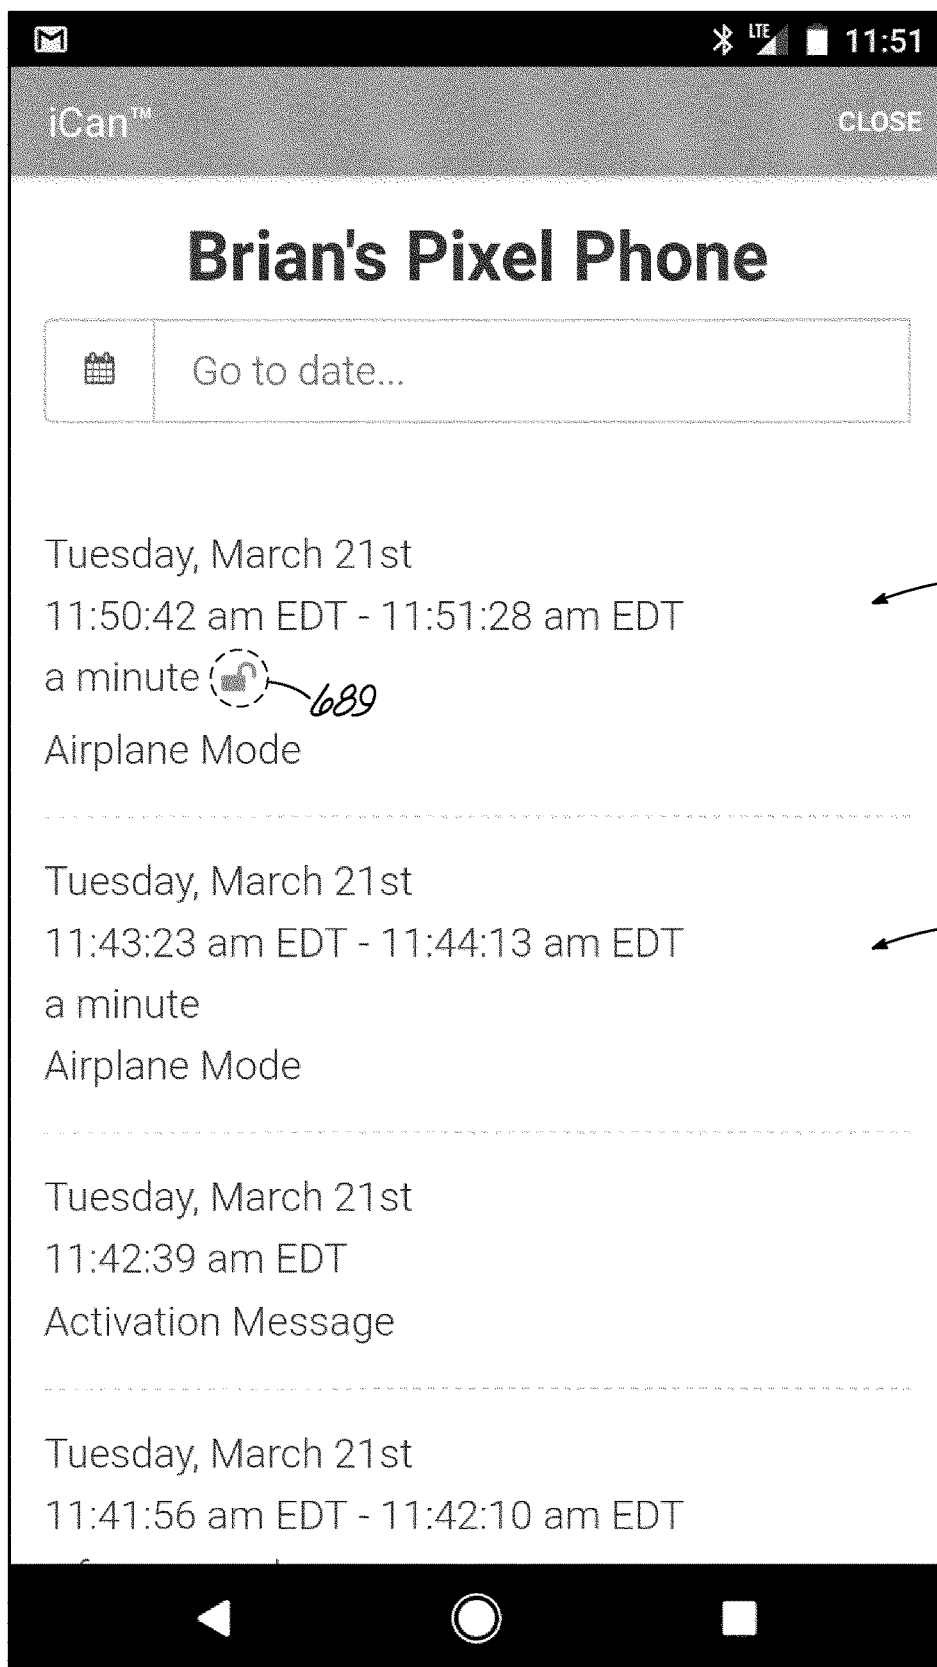 LTE 11:51
iCan™ CLOSE
Brian's Pixel Phone
Go to date...
Tuesday, March 21st
11:50:42 am EDT - 11:51:28 am EDT
a minute
689
Airplane Mode
Tuesday, March 21st
11:43:23 am EDT - 11:44:13 am EDT
a minute
Airplane Mode
Tuesday, March 21st
11:42:39 am EDT
Activation Message
Tuesday, March 21st
11:41:56 am EDT - 11:42:10 am EDT